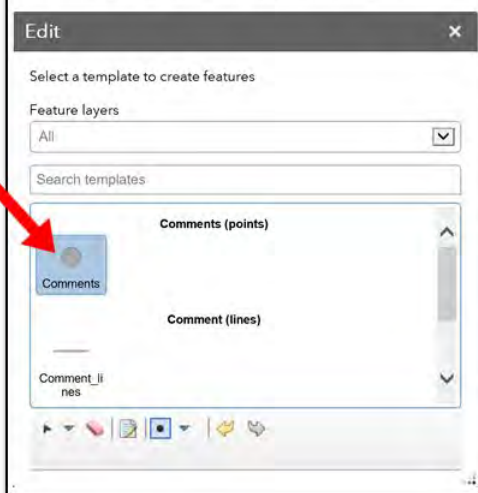 Edit
Select a template to create features
Feature layers
All
Search templates
Comments (points)
Comments
Comment (lines)
Comment_li
nes